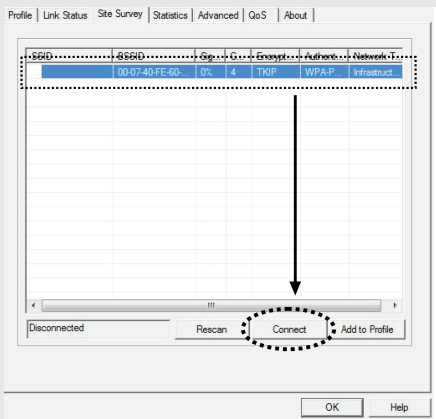 Profile Link Status Site Survey Statistics Advanced QoS About
SSID BSSID Sig... C... Encrypt... Authent... Network T...
00-07-40-FE-60-... 0% 4 TKIP WPA-P... Infrastruct...
Disconnected Rescan Connect Add to Profile
OK Help